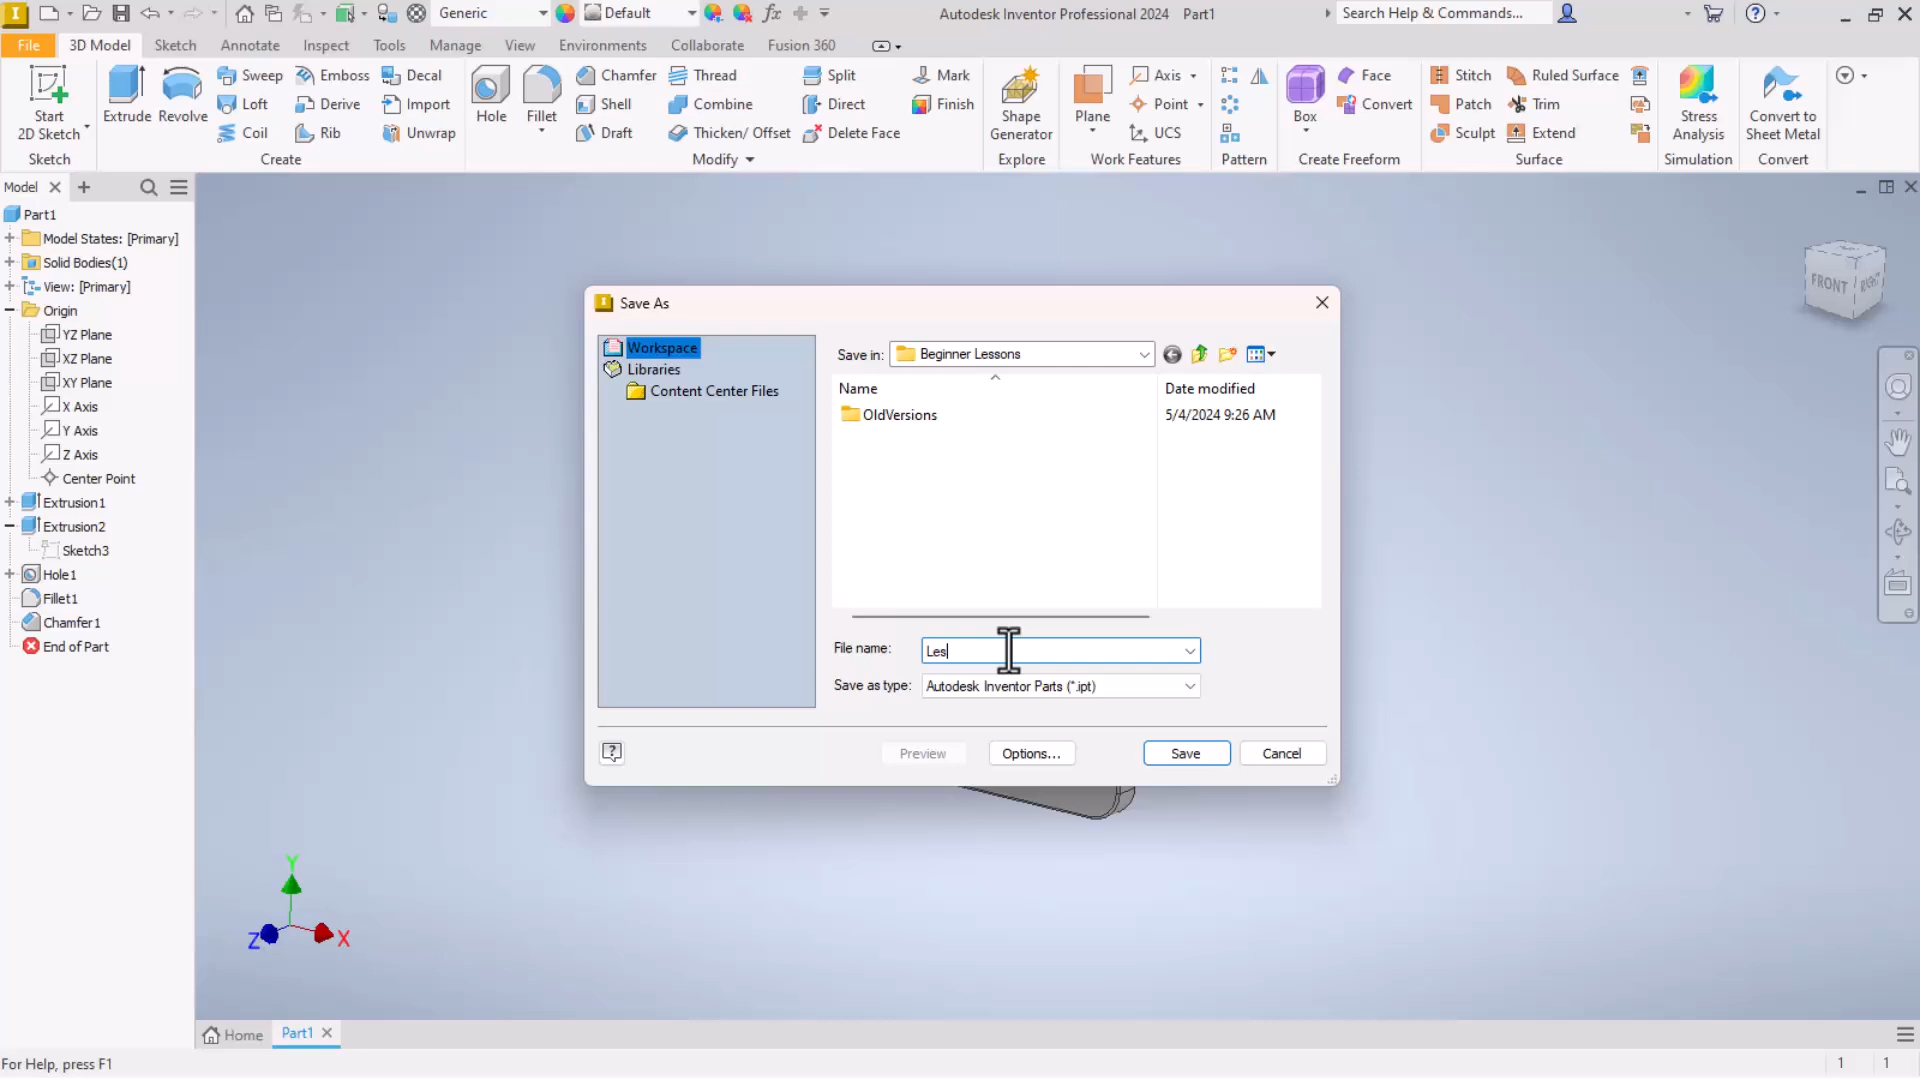 Generic
Default
Autodesk Inventor Professional 2024 Part1
Search Help & Commands...
File
3D Model
Sketch
Annotate
Inspect
Tools
Manage
View
Environments
Collaborate
Fusion 360
Start
2D Sketch
Extrude
Revolve
Sweep
Loft
Coil
Emboss
Derive
Rib
Decal
Import
Unwrap
Hole
Fillet
Chamfer
Shell
Draft
Thread
Combine
Thicken/ Offset
Split
Direct
Delete Face
Mark
Finish
Shape
Generator
Plane
Axis
Point
UCS
Box
Face
Convert
Stitch
Patch
Sculpt
Ruled Surface
Trim
Extend
Stress
Analysis
Convert to
Sheet Metal
Sketch
Create
Modify
Explore
Work Features
Pattern
Create Freeform
Surface
Simulation
Convert
Model
Part1
Model States: [Primary]
Solid Bodies(1)
View: [Primary]
Origin
YZ Plane
XZ Plane
XY Plane
X Axis
Y Axis
Z Axis
Center Point
Extrusion1
Extrusion2
Sketch3
Hole1
Fillet1
Chamfer1
End of Part
FRONT
RIGHT
Save As
Workspace
Libraries
Content Center Files
Save in: Beginner Lessons
Name
Date modified
OldVersions
5/4/2024 9:26 AM
File name: Les
Save as type: Autodesk Inventor Parts (*.ipt)
Preview
Options...
Save
Cancel
Y
Z
X
Home
Part1
For Help, press F1
1
1